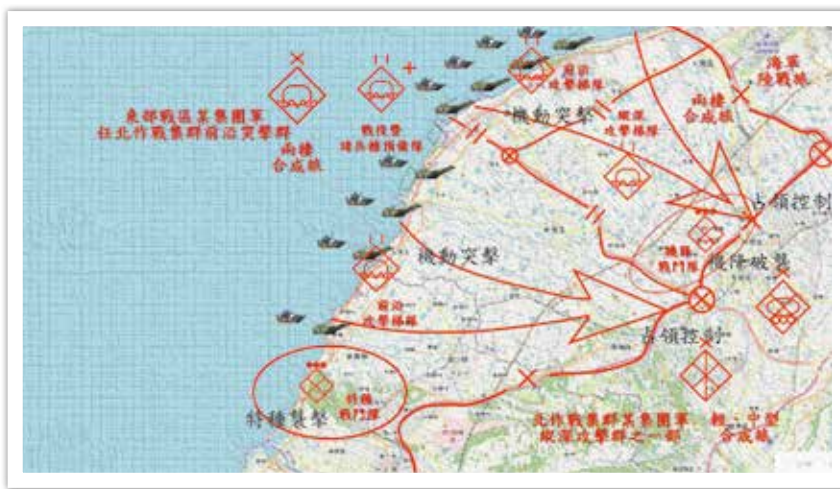 東部戰區某集團軍
任北作戰集群前沿突擊群
兩棲
合成旅
戰役暨
諸兵種預備隊
前沿
攻擊梯隊
機動突擊
縱深
攻擊梯隊
兩棲
合成旅
海軍
陸戰旅
占領控制
機降
戰鬥隊
機降破襲
機動突擊
前沿
攻擊梯隊
占領控制
特種
戰鬥隊
特種襲擊
北作戰集群某集團軍
縱深攻擊群之一部
輕、中型
合成旅